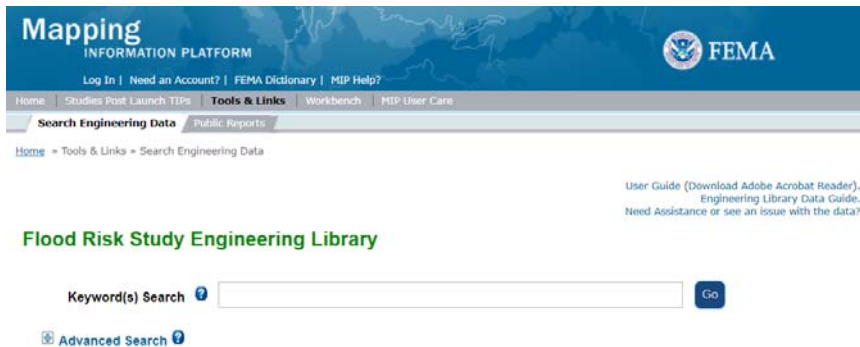 Mapping
INFORMATION PLATFORM
FEMA
Log In | Need an Account? | FEMA Dictionary | MIP Help?
Home | Studies Post Launch TIPs | Tools & Links | Workbench | MIP User Care
Search Engineering Data / Public Reports /
Home » Tools & Links » Search Engineering Data
User Guide (Download Adobe Acrobat Reader).
Engineering Library Data Guide.
Need Assistance or see an issue with the data?
Flood Risk Study Engineering Library
Keyword(s) Search ? Go
Advanced Search ?